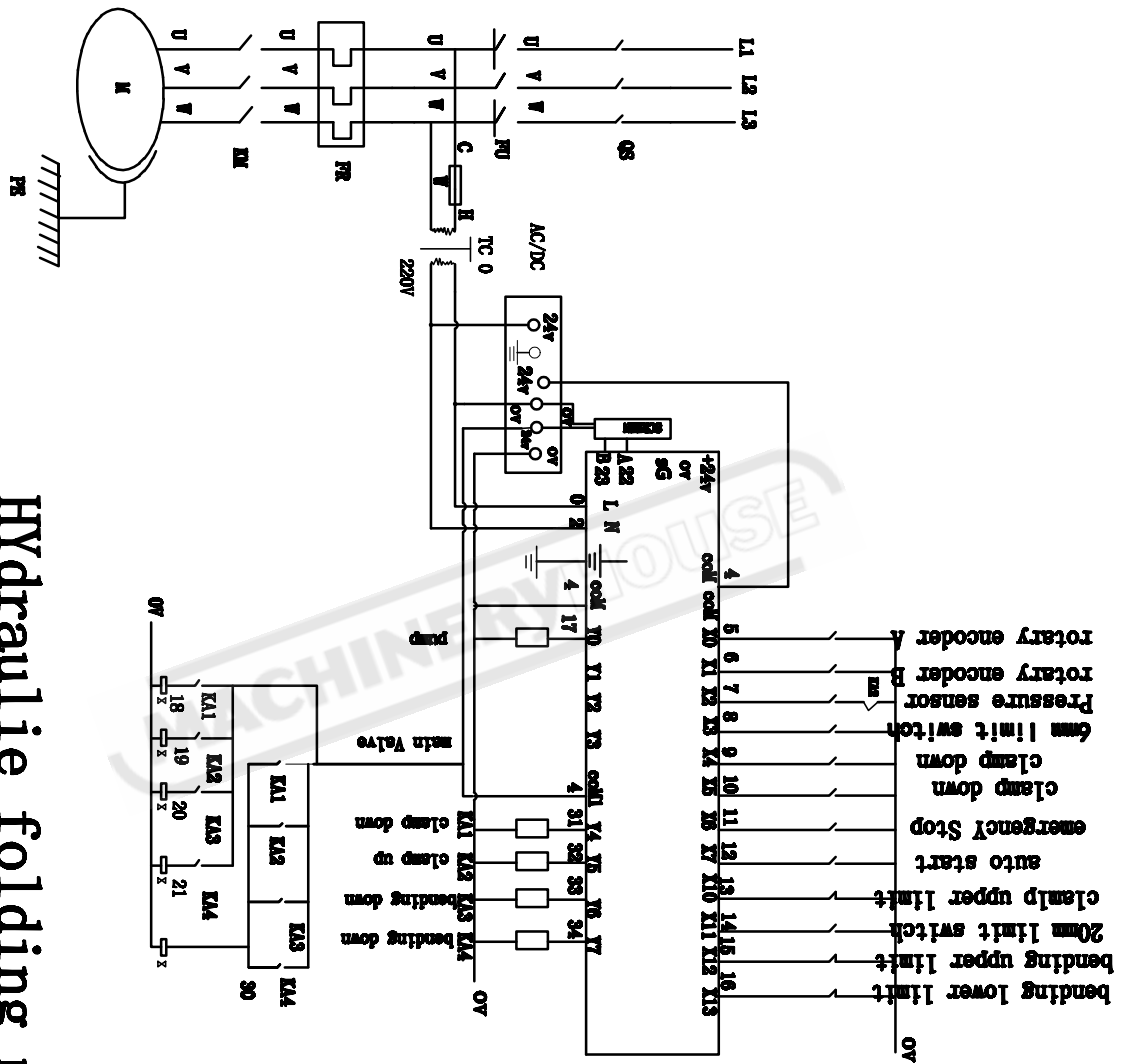 L1
L2
L3
U
U
U
U
V
V
V
V
W
W
W
W
M
KM
FR
FU
QS
PE
C
V
H
TC 0
220V
AC/DC
24v
24v
0V
24v
0V
0V
B 23
A 22
sG
0V
+24v
0
L
2
N
4
coM
coM
4
coM
17
Y0
pump
Y1
Y2
Y3
4
coM1
31
Y4
KA1
clamp down
32
Y5
KA2
clamp up
33
Y6
KA3
bending down
34
Y7
KA4
bending down
0V
5
X0
rotary encoder A
6
X1
rotary encoder B
7
X2
Pressure sensor
8
X3
6mm limit switch
9
X4
clamp down
10
X5
clamp down
11
X6
emergencY Stop
12
X7
auto start
13
X10
clamlp upper limit
14
X11
20mm limit switch
15
X12
bending upper limit
16
X13
bending lower limit
0V
main Valve
0V
18
KA1
19
KA2
20
KA3
21
KA4
X
X
X
X
X
KA1
KA2
KA3
KA4
30
MACHINERYHOUSE
HYdraulie folding